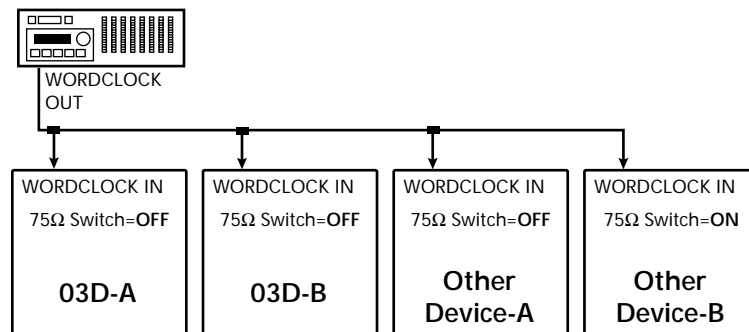 WORDCLOCK
OUT
WORDCLOCK IN
75Ω Switch=OFF
03D-A
WORDCLOCK IN
75Ω Switch=OFF
03D-B
WORDCLOCK IN
75Ω Switch=OFF
Other
Device-A
WORDCLOCK IN
75Ω Switch=ON
Other
Device-B